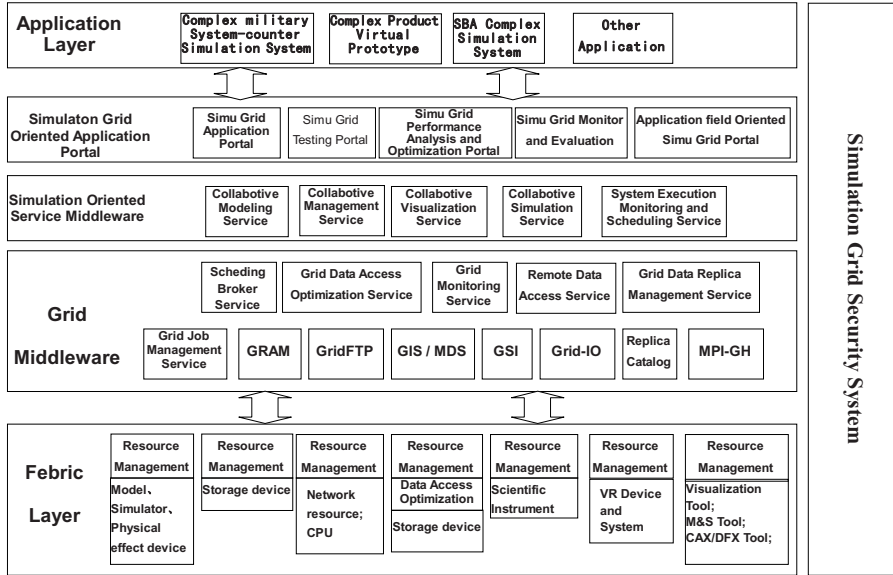 Application
Layer
Complex military
System-counter
Simulation System
Complex Product
Virtual
Prototype
SBA Complex
Simulation
System
Other
Application
Simulaton Grid
Oriented Application
Portal
Simu Grid
Application
Portal
Simu Grid
Testing Portal
Simu Grid
Performance
Analysis and
Optimization Portal
Simu Grid Monitor
and Evaluation
Application field Oriented
Simu Grid Portal
Simulation Oriented
Service Middleware
Collabotive
Modeling
Service
Collabotive
Management
Service
Collabotive
Visualization
Service
Collabotive
Simulation
Service
System Execution
Monitoring and
Scheduling Service
Grid
Middleware
Scheding
Broker
Service
Grid Data Access
Optimization Service
Grid
Monitoring
Service
Remote Data
Access Service
Grid Data Replica
Management Service
Grid Job
Management
Service
GRAM
GridFTP
GIS / MDS
GSI
Grid-IO
Replica
Catalog
MPI-GH
Febric
Layer
Resource
Management
Model、
Simulator、
Physical
effect device
Resource
Management
Storage device
Resource
Management
Network
resource;
CPU
Resource
Management
Data Access
Optimization
Storage device
Resource
Management
Scientific
Instrument
Resource
Management
VR Device
and
System
Resource
Management
Visualization
Tool;
M&S Tool;
CAX/DFX Tool;
Simulation Grid Security System